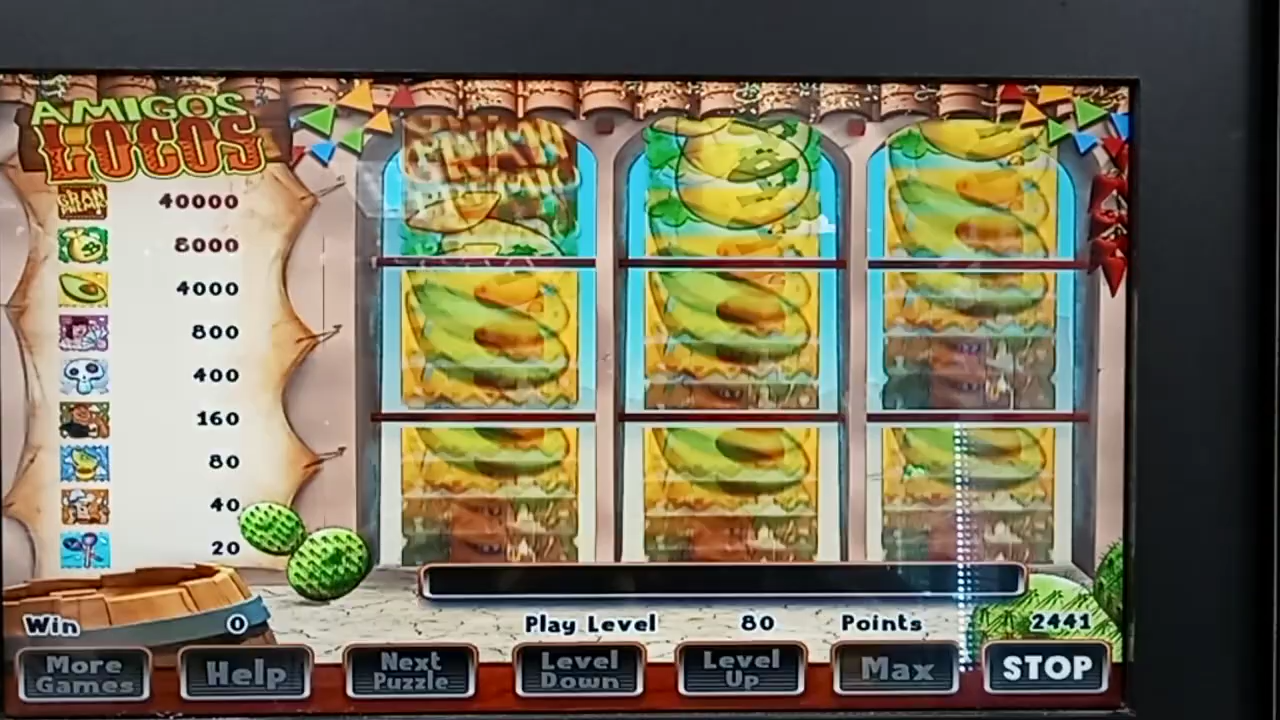 AMIGOS
LOCOS
40000
8000
4000
800
400
160
80
40
20
Win 0 Play Level 80 Points 2441
More Games
Help
Next Puzzle
Level Down
Level Up
Max
STOP